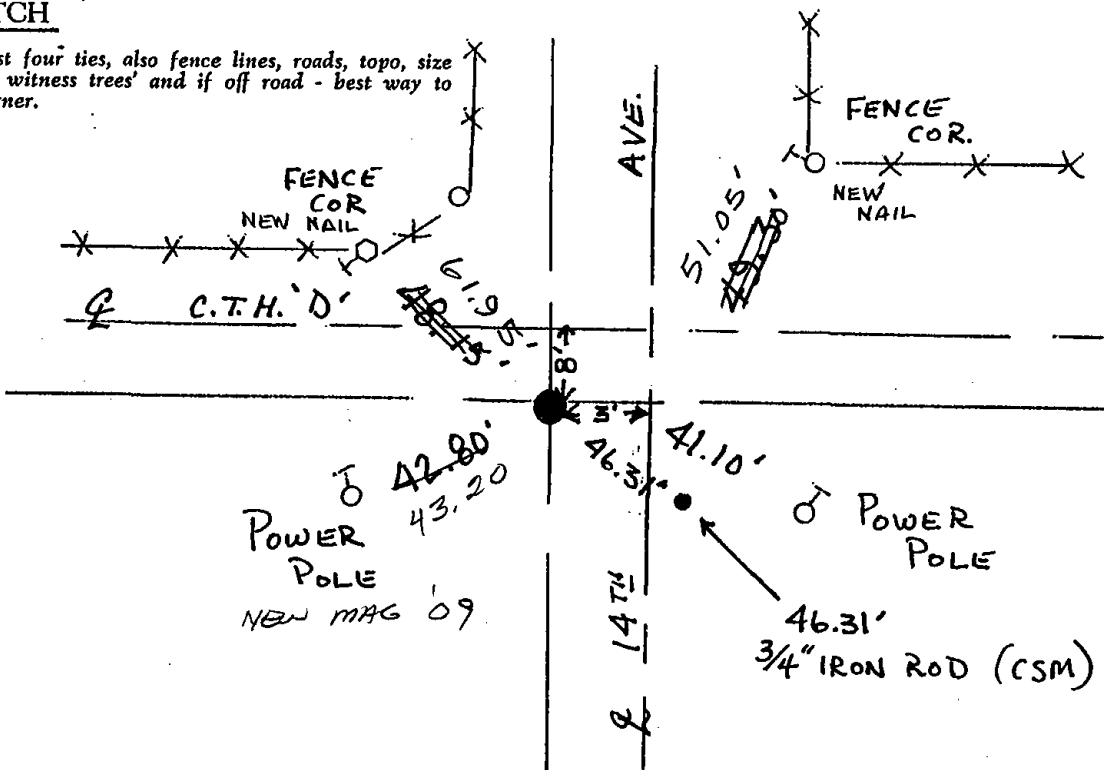 TCH
st four ties, also fence lines, roads, topo, size
witness trees' and if off road - best way to
ner.
FENCE
COR
NEW NAIL
AVE.
FENCE
COR.
NEW
NAIL
51.05'
61.95'
℄ C.T.H. 'D'
8'
3'
42.80'
43.20
46.31'
41.10'
POWER
POLE
NEW MAG '09
POWER
POLE
℄ 14TH
46.31'
3/4" IRON ROD (CSM)